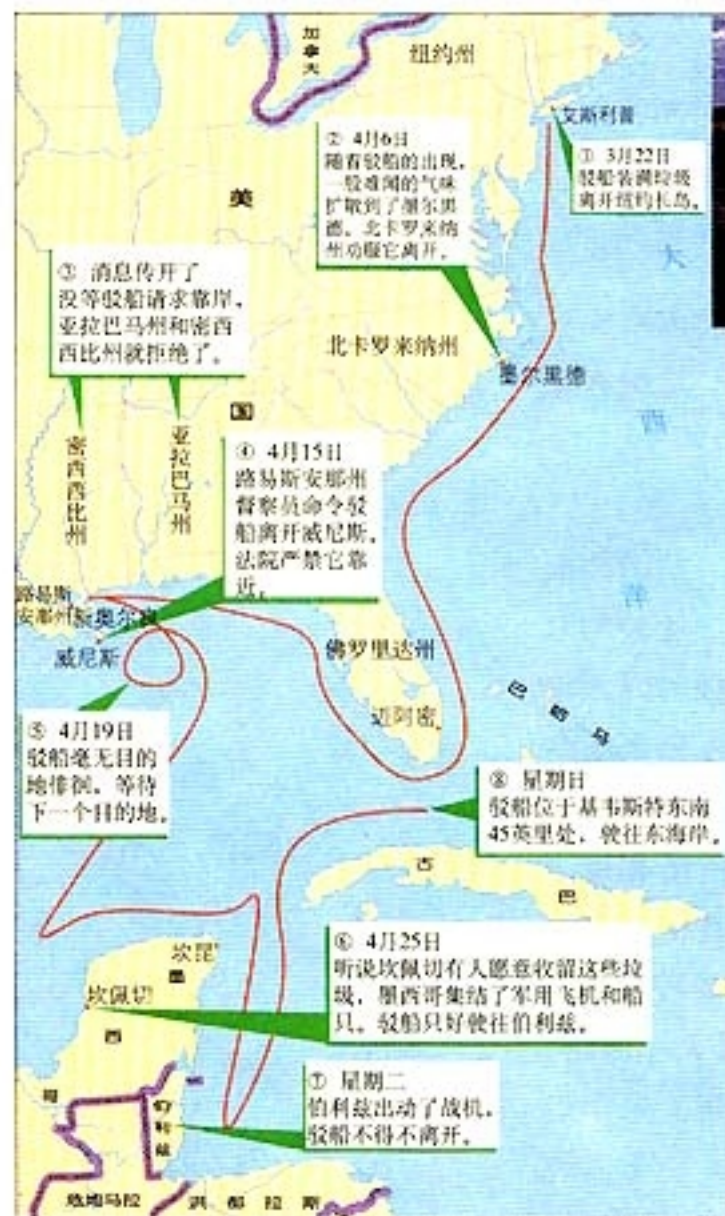 加拿大
纽约州
艾斯利普
① 3月22日
驳船装满垃圾
离开纽约长岛。
② 4月6日
随着驳船的出现，
一股难闻的气味
扩散到了墨尔黑
德。北卡罗来纳
州劝服它离开。
美
大
③ 消息传开了
没等驳船请求靠岸，
亚拉巴马州和密西
西比州就拒绝了。
北卡罗来纳州
墨尔黑德
国
西
密西西比州
亚拉巴马州
④ 4月15日
路易斯安那州
督察员命令驳
船离开威尼斯。
法院严禁它靠
近。
洋
路易斯
安那州
新奥尔良
威尼斯
佛罗里达州
迈阿密
巴哈马
⑤ 4月19日
驳船毫无目的
地徘徊，等待
下一个目的地。
⑧ 星期日
驳船位于基韦斯特东南
45英里处，驶往东海岸。
古巴
⑥ 4月25日
听说坎佩切有人愿意收留这些垃
圾，墨西哥集结了军用飞机和船
只。驳船只好驶往伯利兹。
坎昆
墨
坎佩切
西
哥
⑦ 星期二
伯利兹出动了战机，
驳船不得不离开。
伯利兹
危地马拉
洪都拉斯